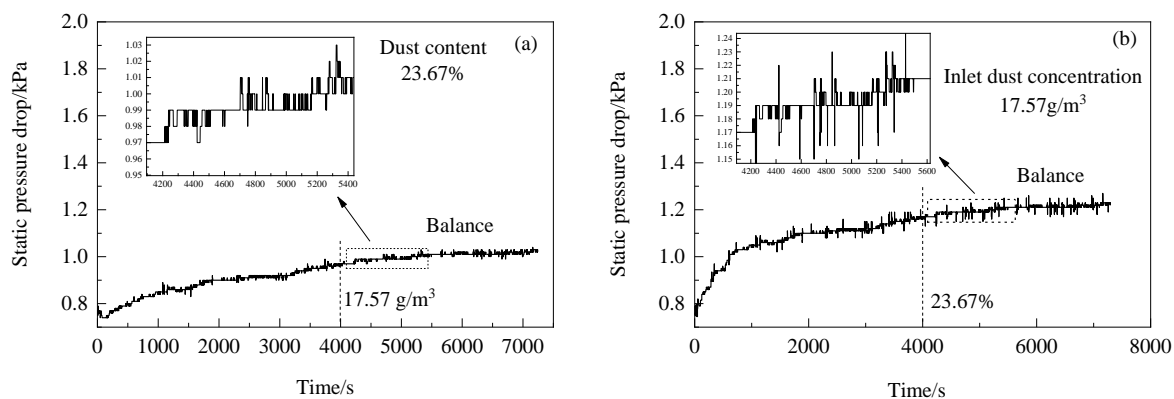 2.0
1.8
1.6
1.4
1.2
1.0
0.8
Static pressure drop/kPa
1.03
1.02
1.01
1.00
0.99
0.98
0.97
0.96
0.95
4200 4400 4600 4800 5000 5200 5400
Dust content
23.67%
(a)
Balance
17.57 g/m³
0 1000 2000 3000 4000 5000 6000 7000
Time/s
2.0
1.8
1.6
1.4
1.2
1.0
0.8
Static pressure drop/kPa
1.24
1.23
1.22
1.21
1.20
1.19
1.18
1.17
1.16
1.15
4200 4400 4600 4800 5000 5200 5400 5600
(b)
Inlet dust concentration
17.57g/m³
Balance
23.67%
0 2000 4000 6000 8000
Time/s